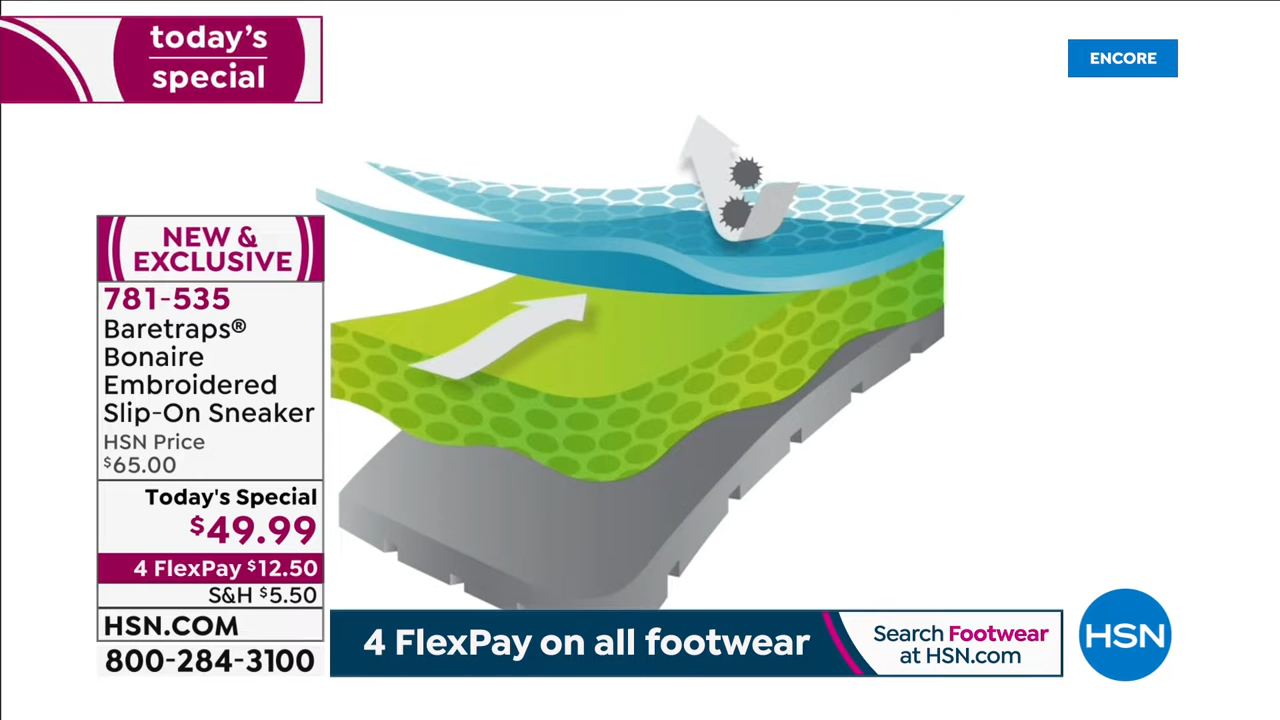 today's
special
ENCORE
NEW &
EXCLUSIVE
781-535
Baretraps®
Bonaire
Embroidered
Slip-On Sneaker
HSN Price
$65.00
Today's Special
$49.99
4 FlexPay $12.50
S&H $5.50
HSN.COM
800-284-3100
4 FlexPay on all footwear
Search Footwear
at HSN.com
HSN